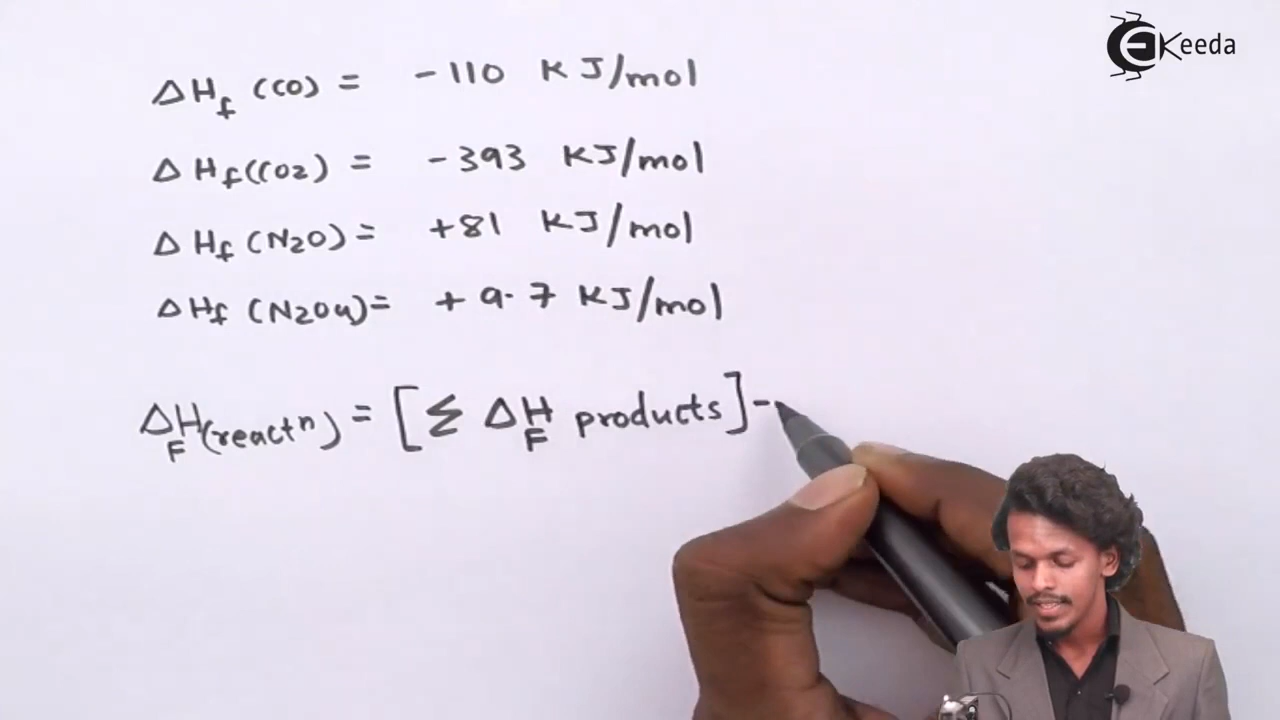 Keeda
ΔHf (CO) = -110 KJ/mol
ΔHf(CO2) = -393 KJ/mol
ΔHf (N2O) = +81 KJ/mol
ΔHf (N2O4) = +9.7 KJ/mol
ΔHF(reactn) = [Σ ΔHF products] -